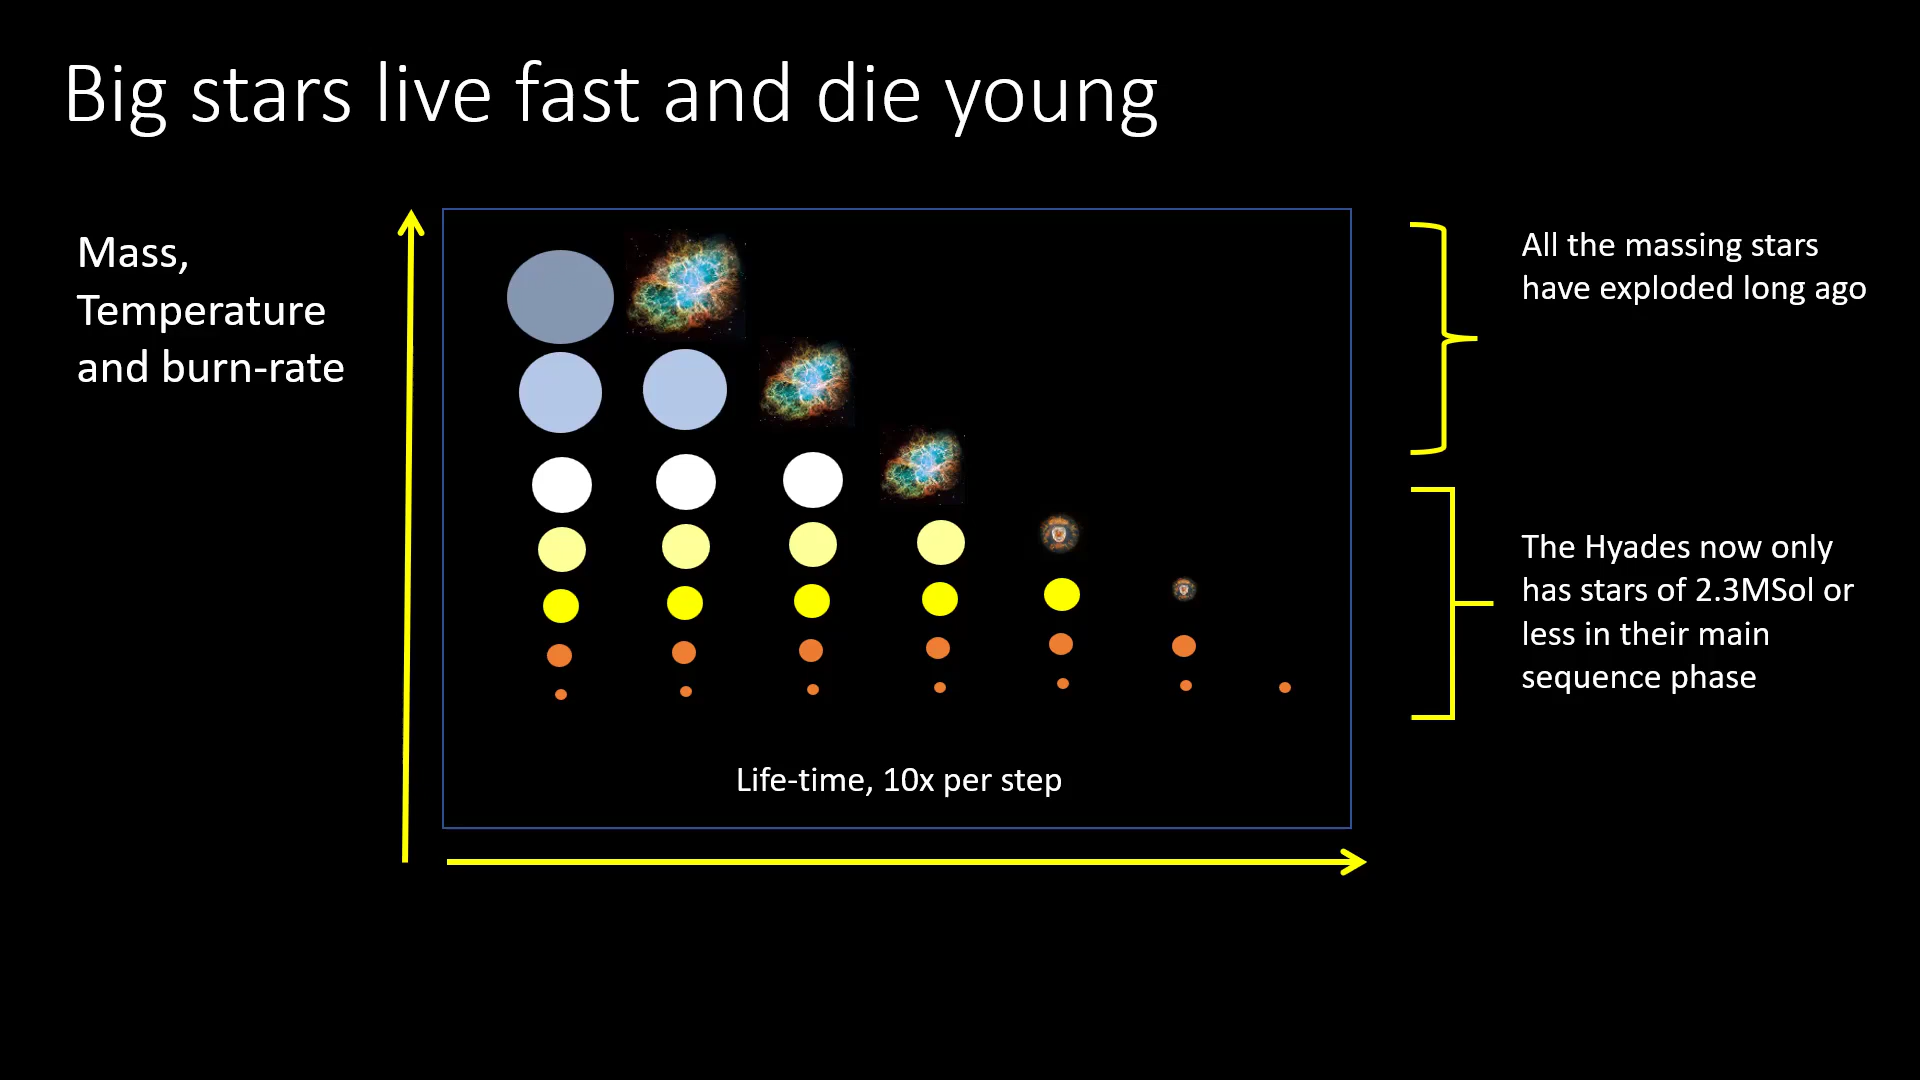 Big stars live fast and die young
Mass,
Temperature
and burn-rate
All the massing stars
have exploded long ago
The Hyades now only
has stars of 2.3MSol or
less in their main
sequence phase
Life-time, 10x per step